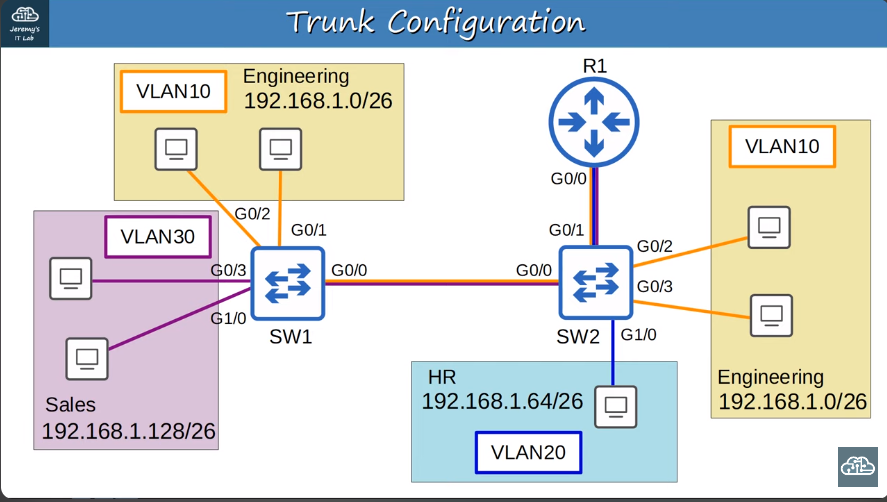 Jeremy's
IT Lab
Trunk Configuration
VLAN10
Engineering
192.168.1.0/26
G0/2
G0/1
VLAN30
G0/3
G1/0
Sales
192.168.1.128/26
SW1
G0/0
G0/0
R1
G0/0
G0/1
G0/2
G0/3
SW2
G1/0
HR
192.168.1.64/26
VLAN20
VLAN10
Engineering
192.168.1.0/26